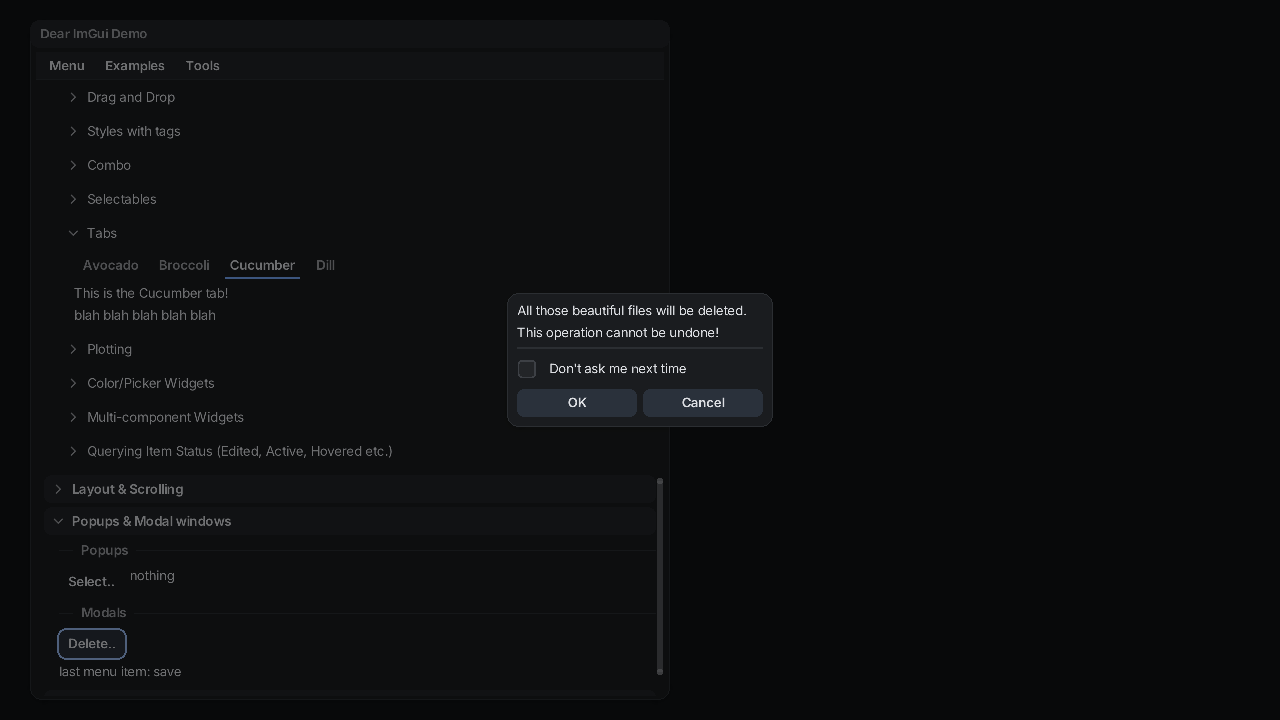 Dear ImGui Demo
Menu Examples Tools
Drag and Drop
Styles with tags
Combo
Selectables
Tabs
Avocado Broccoli Cucumber Dill
This is the Cucumber tab!
blah blah blah blah blah
Plotting
Color/Picker Widgets
Multi-component Widgets
Querying Item Status (Edited, Active, Hovered etc.)
Layout & Scrolling
Popups & Modal windows
Popups
Select.. nothing
Modals
Delete..
last menu item: save
All those beautiful files will be deleted.
This operation cannot be undone!
Don't ask me next time
OK Cancel